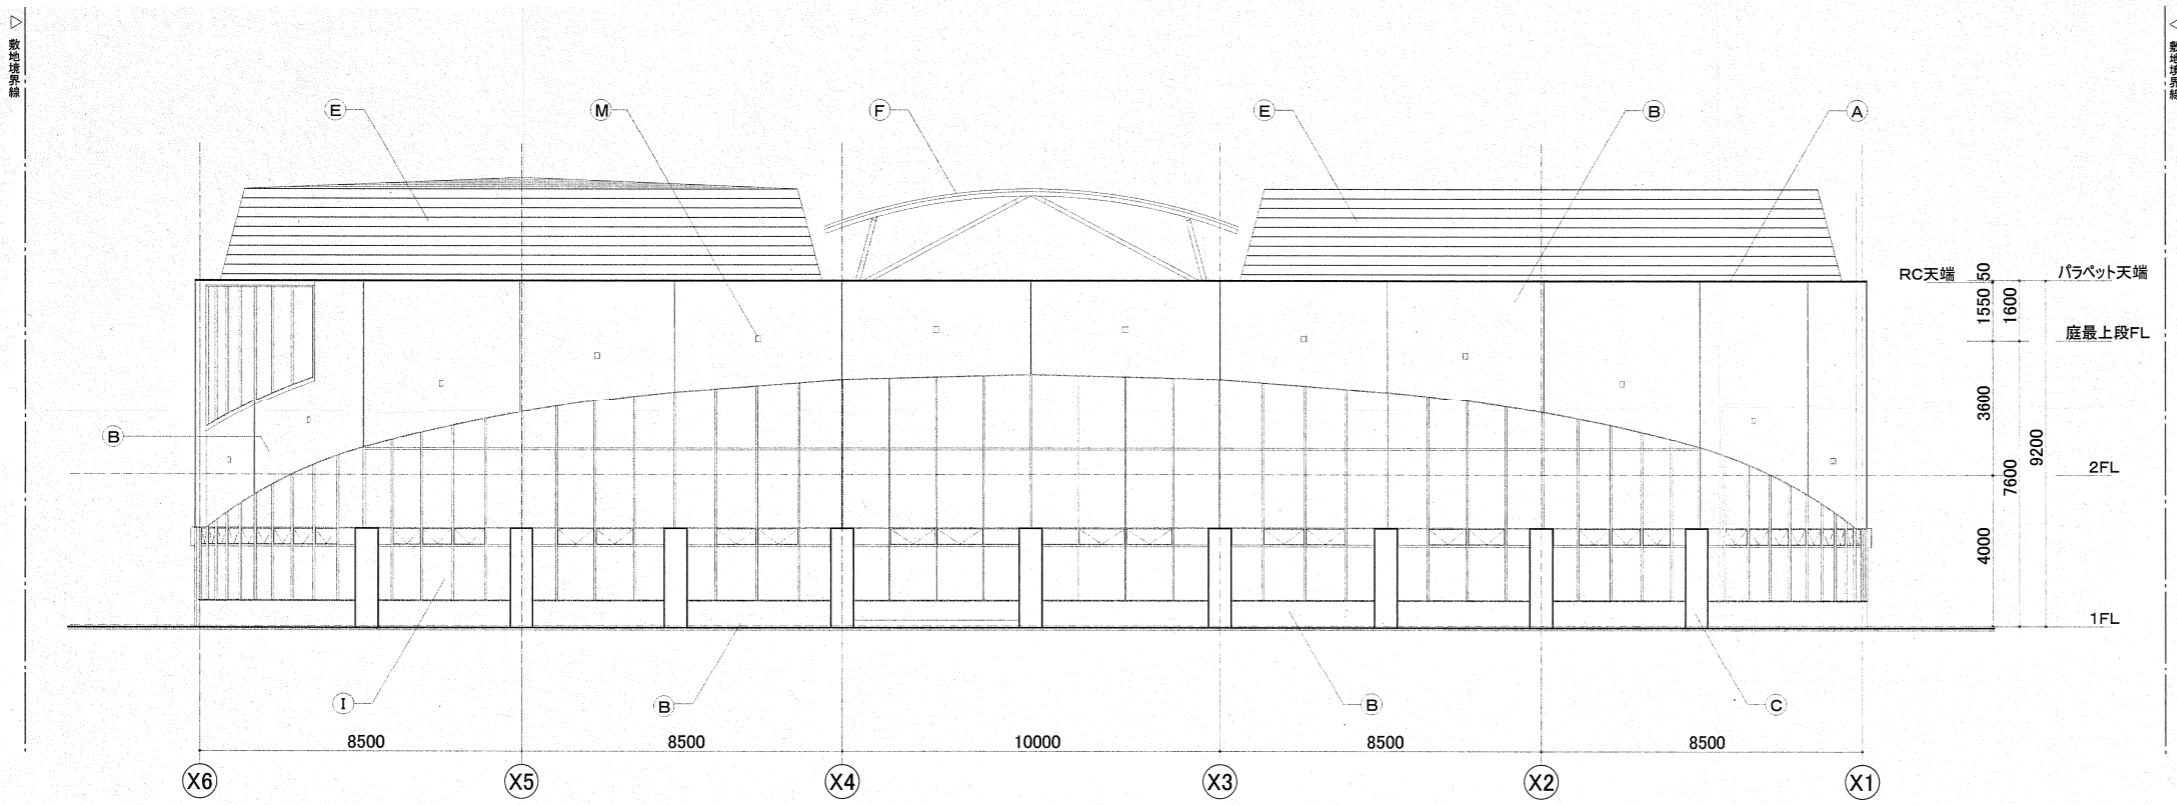 ▷ 敷地境界線
◁ 敷地境界線
E
M
F
E
B
A
RC天端
50
パラペット天端
1550
1600
庭最上段FL
3600
9200
B
2FL
7600
4000
1FL
I
B
B
C
8500
8500
10000
8500
8500
X6
X5
X4
X3
X2
X1